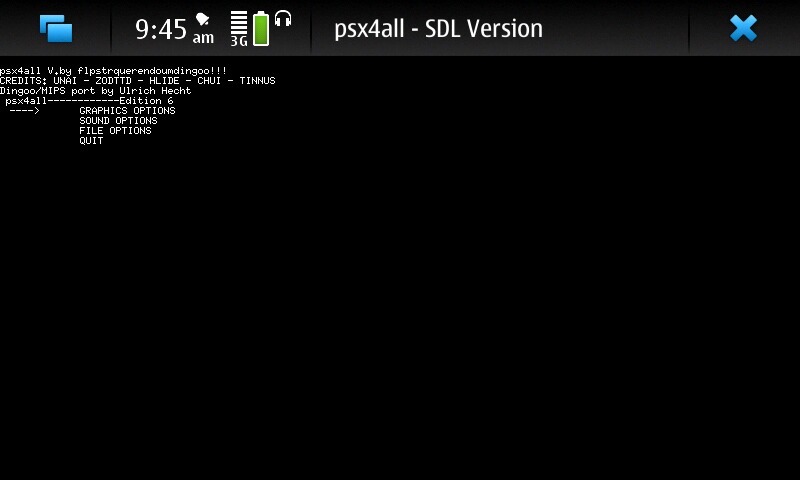 9:45 am
3G
psx4all - SDL Version
psx4all V.by flpstrquerendoumdingoo!!!
CREDITS: UNAI - ZODTTD - HLIDE - CHUI - TINNUS
Dingoo/MIPS port by Ulrich Hecht
psx4all------------Edition 6
----> GRAPHICS OPTIONS
SOUND OPTIONS
FILE OPTIONS
QUIT